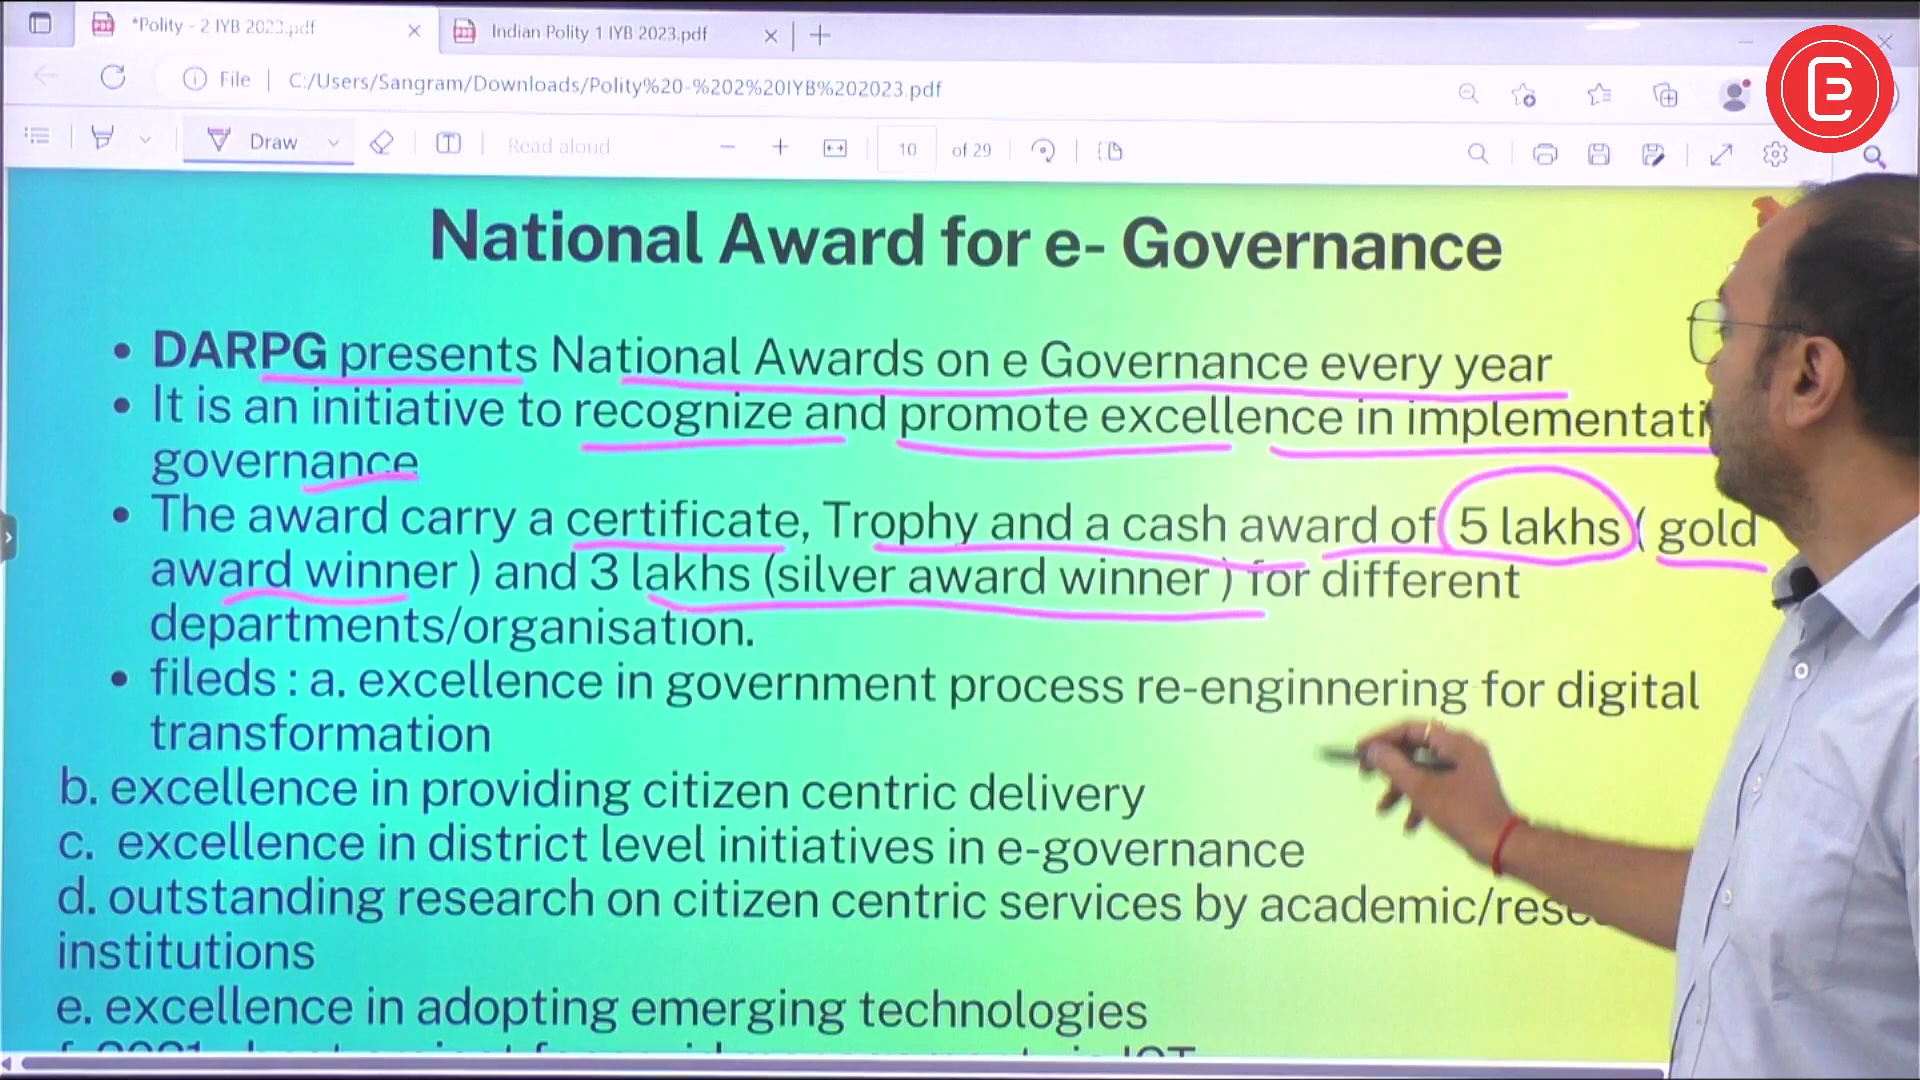 *Polity - 2 IYB 2023.pdf
Indian Polity 1 IYB 2023.pdf
File
C:/Users/Sangram/Downloads/Polity%20-%202%20IYB%202023.pdf
Draw
Read aloud
10 of 29
National Award for e- Governance
• DARPG presents National Awards on e Governance every year
• It is an initiative to recognize and promote excellence in
governance
• The award carry a certificate, Trophy and a cash award of 5 lakhs ( gold
award winner ) and 3 lakhs (silver award winner ) for different
departments/organisation.
• fileds : a. excellence in government process re-enginnering for digital
transformation
b. excellence in providing citizen centric delivery
c. excellence in district level initiatives in e-governance
d. outstanding research on citizen centric services by
institutions
e. excellence in adopting emerging technologies